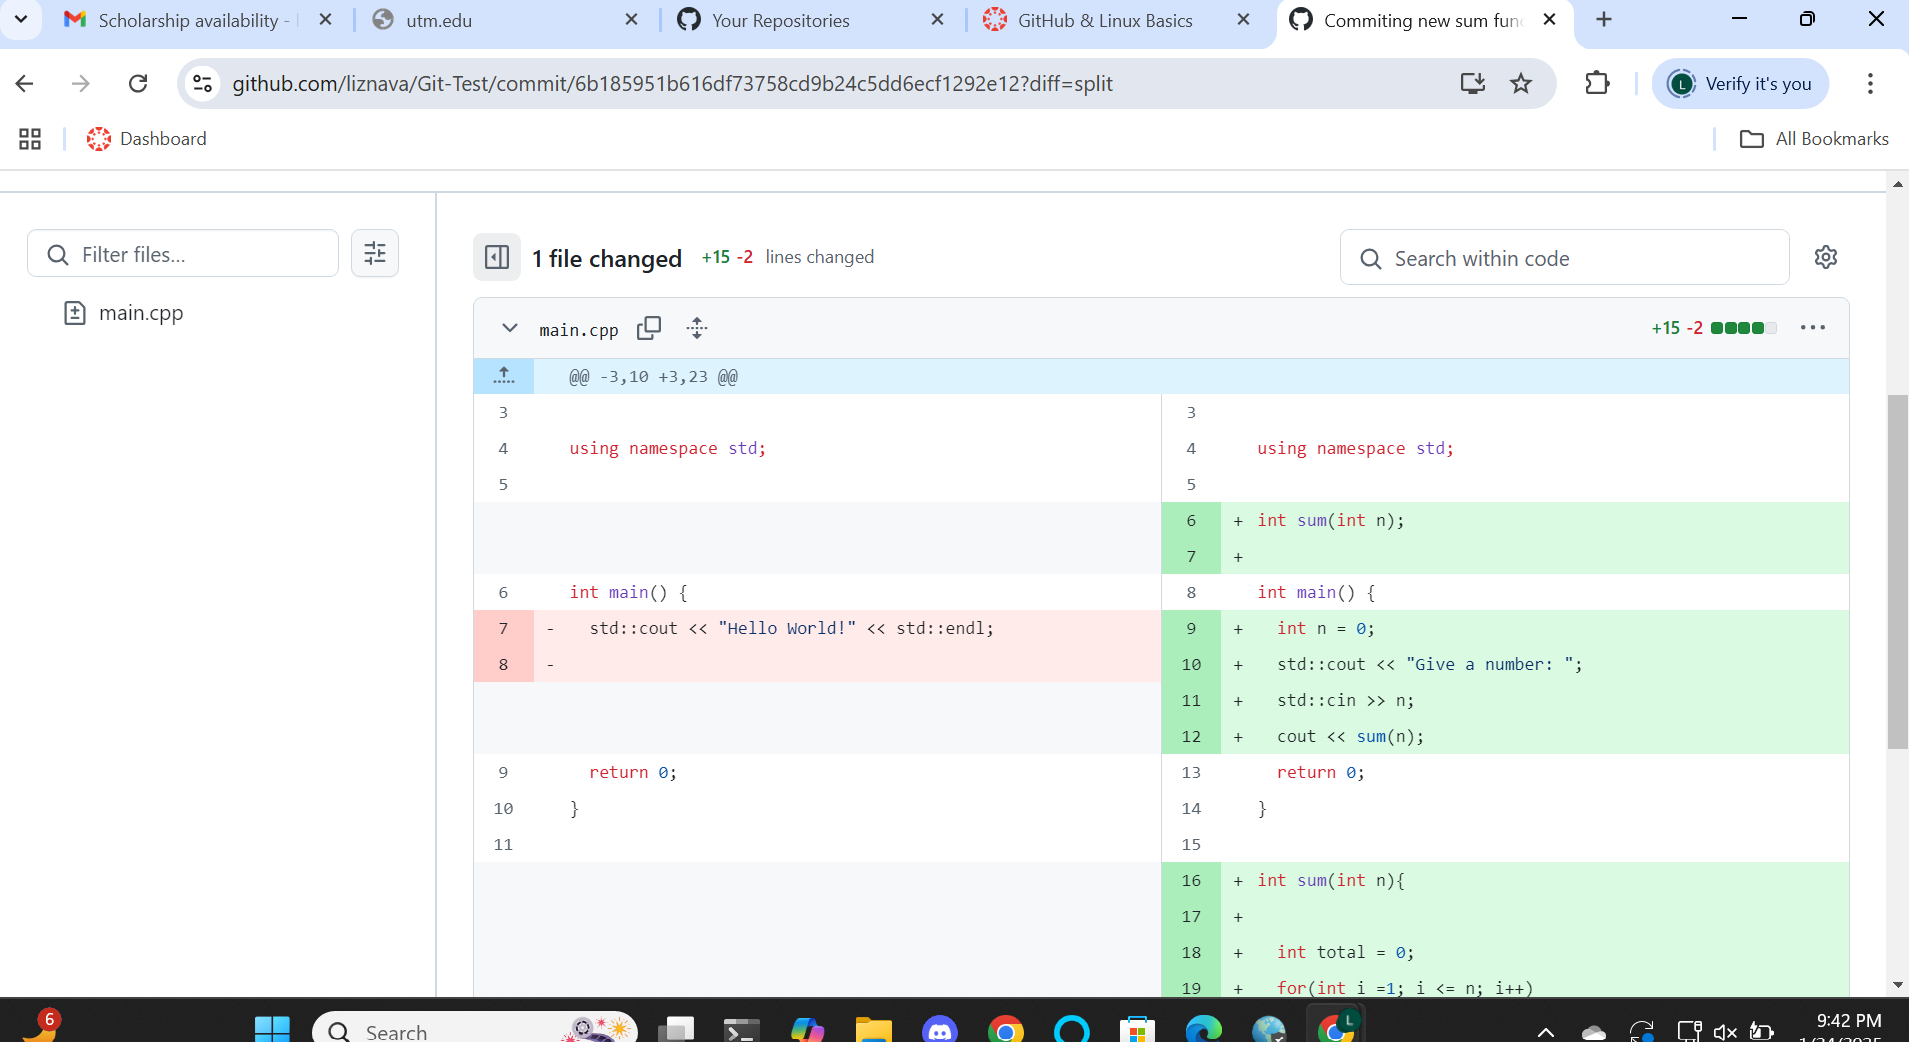 Scholarship availability -
utm.edu
Your Repositories
GitHub & Linux Basics
Commiting new sum fun
github.com/liznava/Git-Test/commit/6b185951b616df73758cd9b24c5dd6ecf1292e12?diff=split
L
Verify it's you
Dashboard
All Bookmarks
Filter files...
main.cpp
1 file changed
+15 -2 lines changed
Search within code
main.cpp
+15 -2
@@ -3,10 +3,23 @@
3
3
4 using namespace std;
4 using namespace std;
5
5
6 + int sum(int n);
7 +
6 int main() {
8 int main() {
7 - std::cout << "Hello World!" << std::endl;
9 + int n = 0;
8 -
10 + std::cout << "Give a number: ";
11 + std::cin >> n;
12 + cout << sum(n);
9 return 0;
13 return 0;
10 }
14 }
11
15
16 + int sum(int n){
17 +
18 + int total = 0;
19 + for(int i =1; i <= n; i++)
6
Search
L
9:42 PM